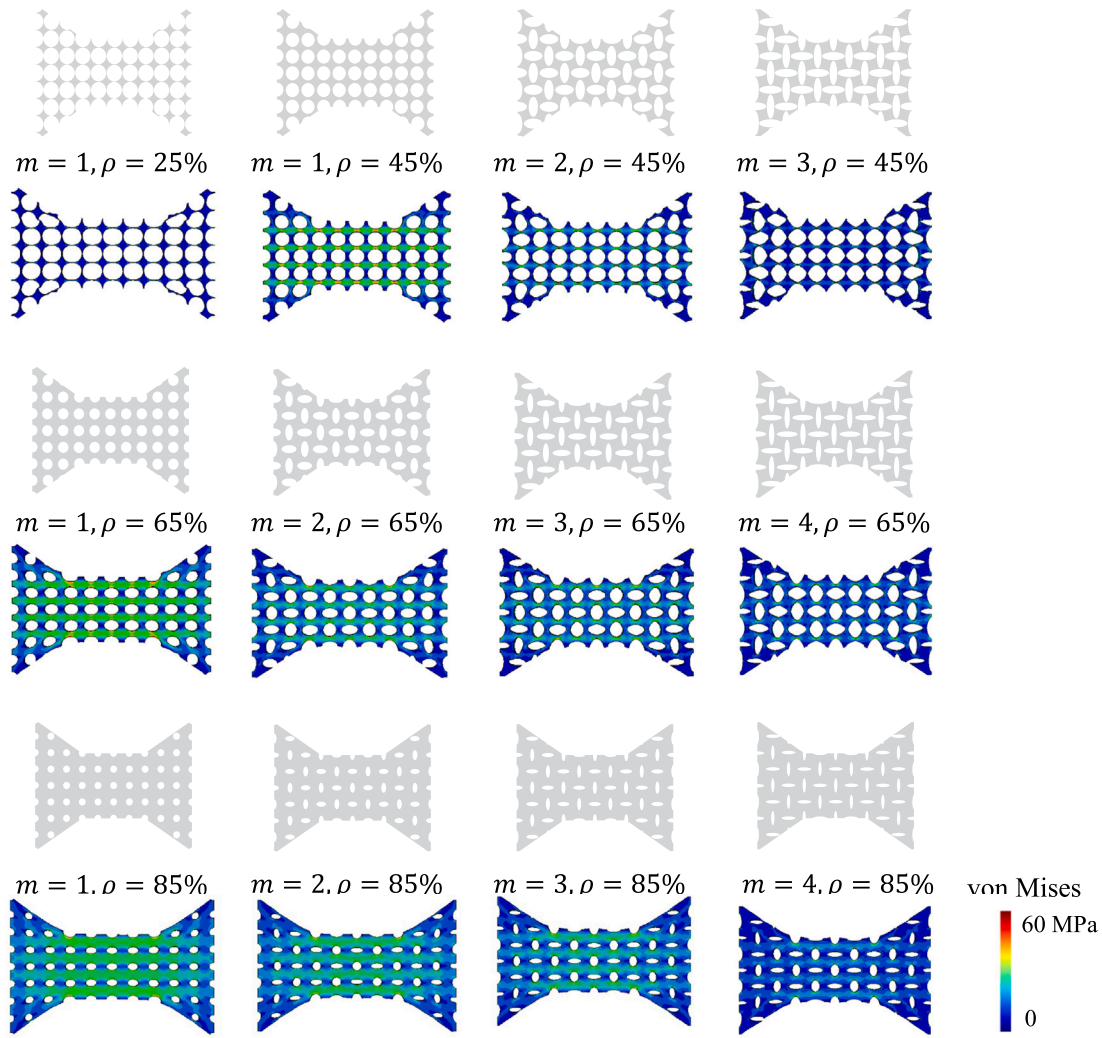 𝑚 = 1, 𝜌 = 25% 𝑚 = 1, 𝜌 = 45% 𝑚 = 2, 𝜌 = 45% 𝑚 = 3, 𝜌 = 45%
𝑚 = 1, 𝜌 = 65% 𝑚 = 2, 𝜌 = 65% 𝑚 = 3, 𝜌 = 65% 𝑚 = 4, 𝜌 = 65%
𝑚 = 1, 𝜌 = 85% 𝑚 = 2, 𝜌 = 85% 𝑚 = 3, 𝜌 = 85% 𝑚 = 4, 𝜌 = 85%
von Mises
60 MPa
0